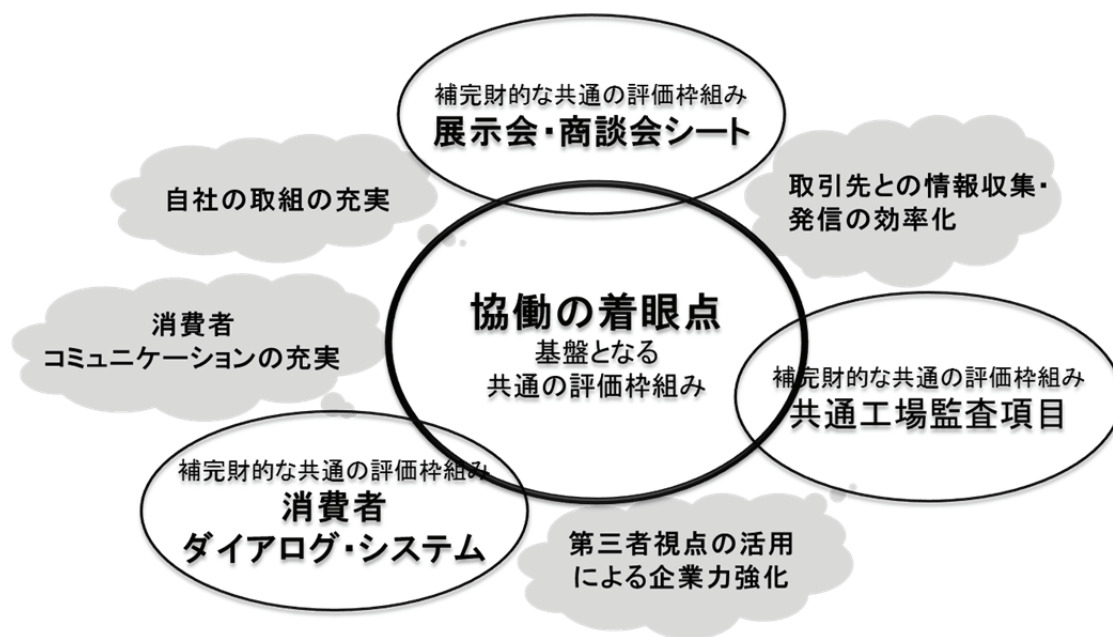 補完財的な共通の評価枠組み
展示会・商談会シート
自社の取組の充実
取引先との情報収集・
発信の効率化
消費者
コミュニケーションの充実
協働の着眼点
基盤となる
共通の評価枠組み
補完財的な共通の評価枠組み
共通工場監査項目
補完財的な共通の評価枠組み
消費者
ダイアログ・システム
第三者視点の活用
による企業力強化